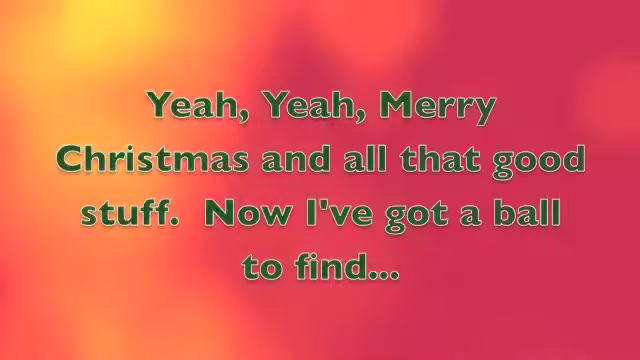 Yeah, Yeah, Merry
Christmas and all that good
stuff.  Now I've got a ball
to find...